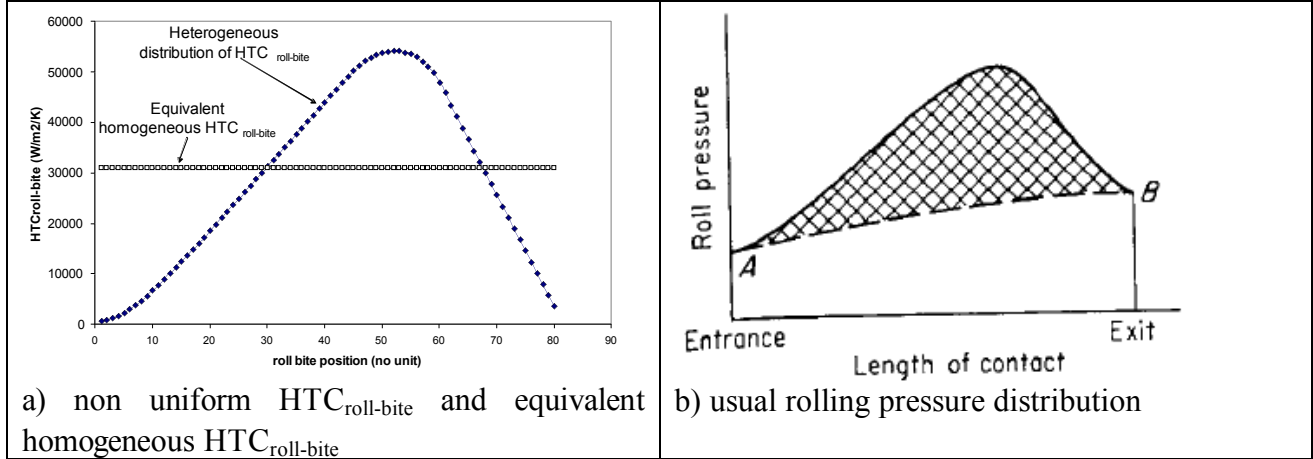 60000
50000
40000
30000
20000
10000
0
HTCroll-bite (W/m2/K)
Heterogeneous
distribution of HTC roll-bite
Equivalent
homogeneous HTC roll-bite
0 10 20 30 40 50 60 70 80 90
roll bite position (no unit)
a) non uniform HTCroll-bite and equivalent
homogeneous HTCroll-bite
Roll pressure
A
B
Entrance
Exit
Length of contact
b) usual rolling pressure distribution